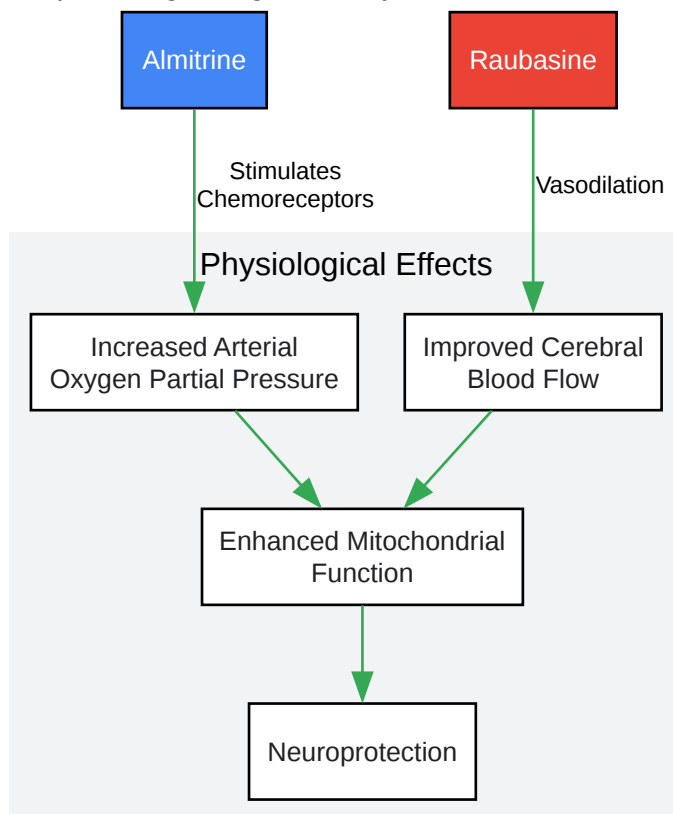 Almitrine
Raubasine
Stimulates
Chemoreceptors
Vasodilation
Physiological Effects
Increased Arterial
Oxygen Partial Pressure
Improved Cerebral
Blood Flow
Enhanced Mitochondrial
Function
Neuroprotection